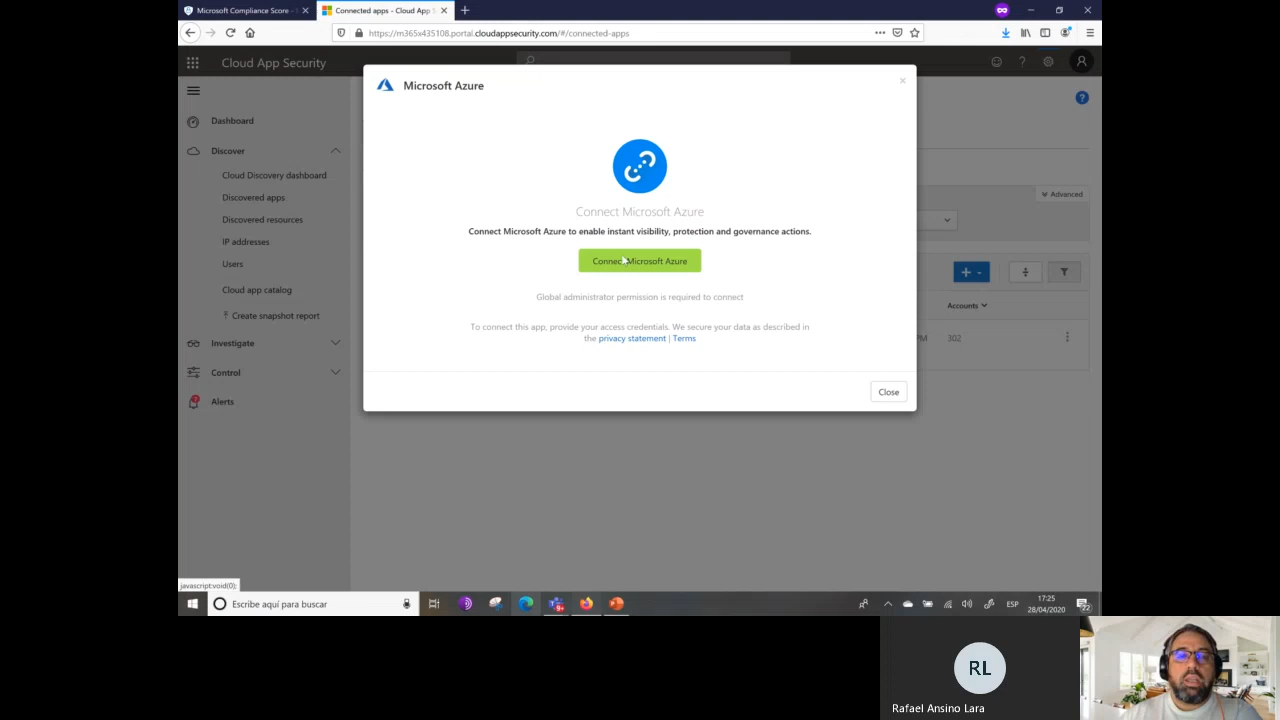 Microsoft Compliance Score -
Connected apps - Cloud App
https://m365x435108.portal.cloudappsecurity.com/#/connected-apps
Cloud App Security
Microsoft Azure
Dashboard
Discover
Cloud Discovery dashboard
Discovered apps
Discovered resources
IP addresses
Users
Cloud app catalog
Create snapshot report
Investigate
Control
Alerts
Connect Microsoft Azure
Connect Microsoft Azure to enable instant visibility, protection and governance actions.
Connect Microsoft Azure
Global administrator permission is required to connect
To connect this app, provide your access credentials. We secure your data as described in
the privacy statement | Terms
Close
Advanced
Accounts
PM 302
javascript:void(0);
Escribe aquí para buscar
ESP
17:25
28/04/2020
22
RL
Rafael Ansino Lara